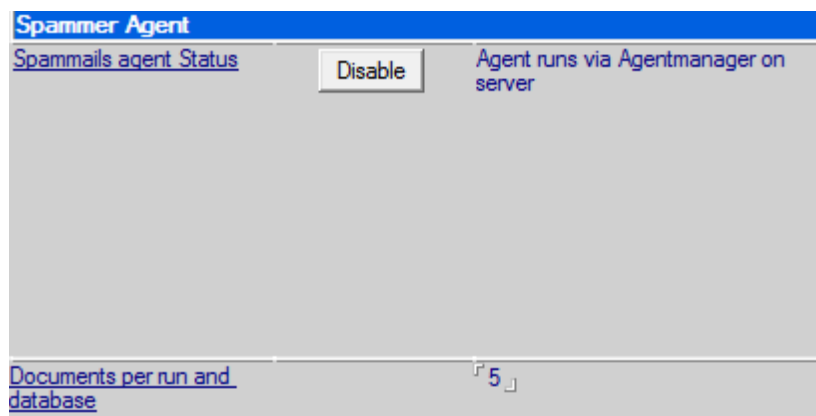 Spammer Agent
Spammails agent Status
Disable
Agent runs via Agentmanager on
server
Documents per run and
database
5